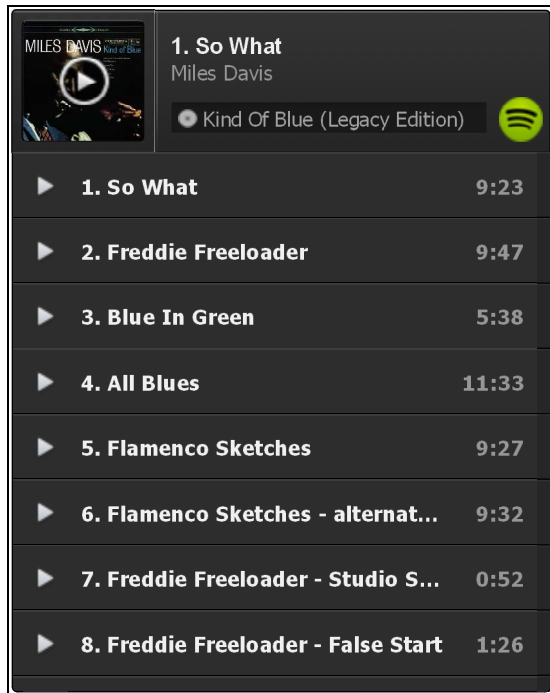 MILES DAVIS Kind of Blue
1. So What
Miles Davis
Kind Of Blue (Legacy Edition)
1. So What 9:23
2. Freddie Freeloader 9:47
3. Blue In Green 5:38
4. All Blues 11:33
5. Flamenco Sketches 9:27
6. Flamenco Sketches - alternat... 9:32
7. Freddie Freeloader - Studio S... 0:52
8. Freddie Freeloader - False Start 1:26